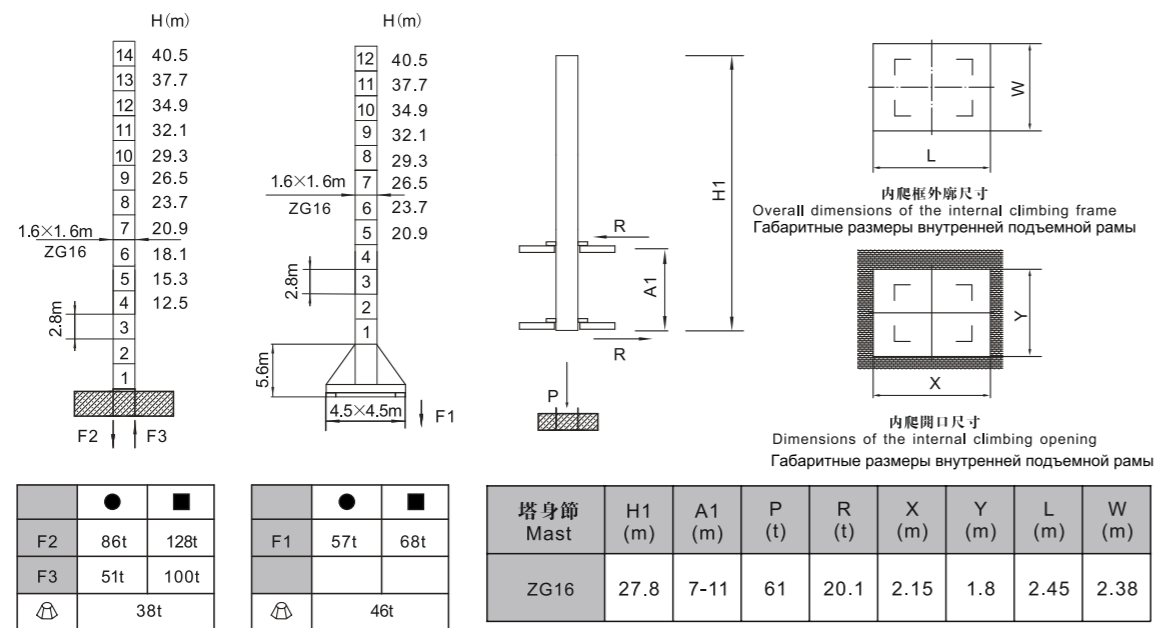 H(m)
14 40.5
13 37.7
12 34.9
11 32.1
10 29.3
9 26.5
8 23.7
7 20.9
6 18.1
5 15.3
4 12.5
3
2
1
1.6×1.6m
ZG16
2.8m
F2 F3
H(m)
12 40.5
11 37.7
10 34.9
9 32.1
8 29.3
7 26.5
6 23.7
5 20.9
4
3
2
1
1.6×1.6m
ZG16
2.8m
5.6m
4.5×4.5m
F1
H1
R
A1
R
P
W
L
内爬框外廓尺寸
Overall dimensions of the internal climbing frame
Габаритные размеры внутренней подъемной рамы
Y
X
内爬開口尺寸
Dimensions of the internal climbing opening
Габаритные размеры внутренней подъемной рамы
● ■
F2 86t 128t
F3 51t 100t
38t
● ■
F1 57t 68t
46t
塔身節 H1 A1 P R X Y L W
Mast (m) (m) (t) (t) (m) (m) (m) (m)
ZG16 27.8 7-11 61 20.1 2.15 1.8 2.45 2.38